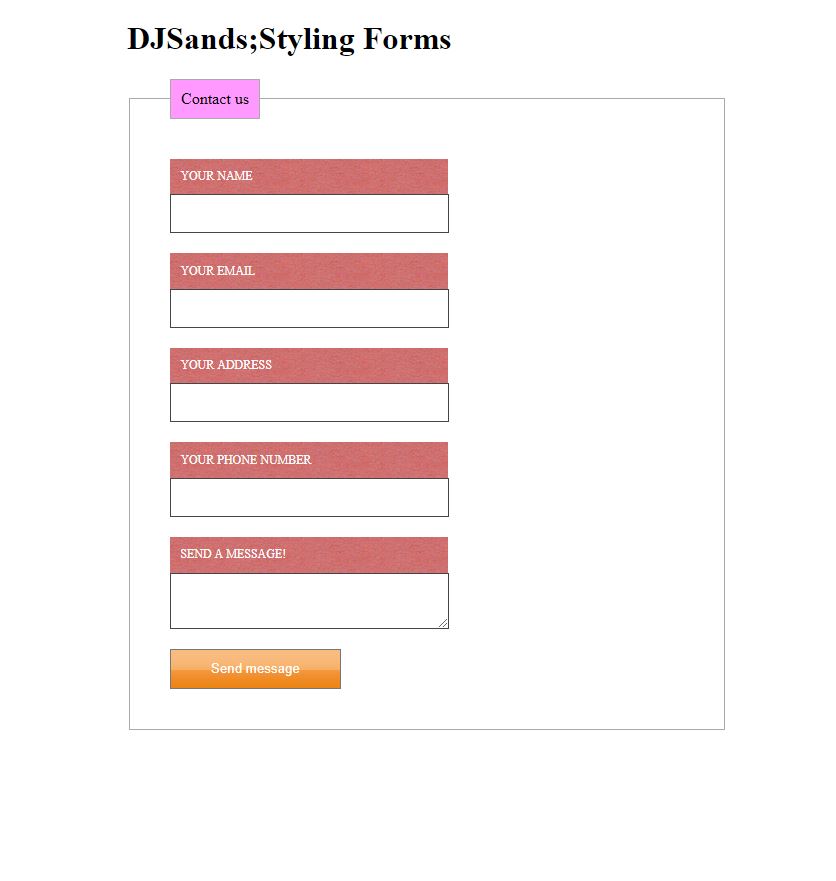 DJSands;Styling Forms
Contact us
YOUR NAME
YOUR EMAIL
YOUR ADDRESS
YOUR PHONE NUMBER
SEND A MESSAGE!
Send message